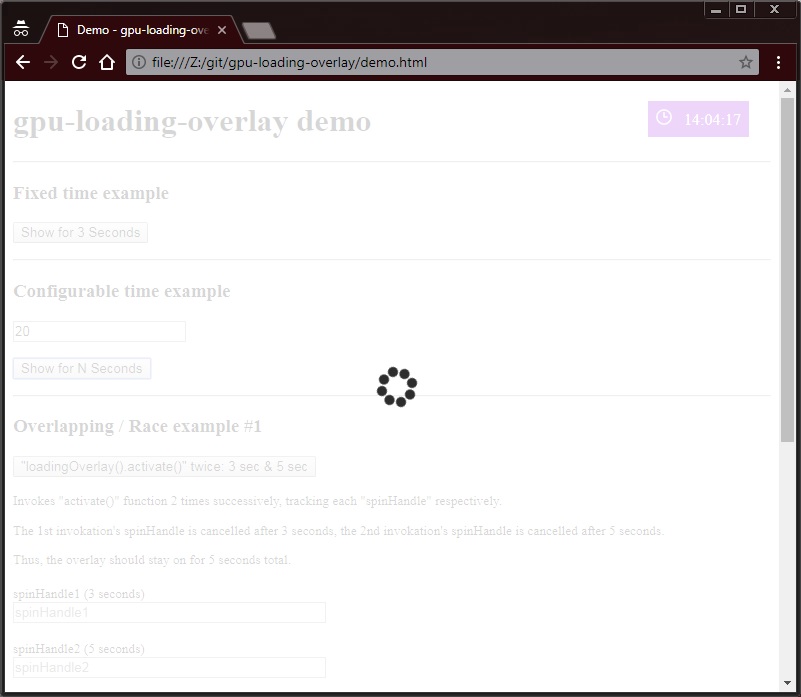 Demo - gpu-loading-ove
file:///Z:/git/gpu-loading-overlay/demo.html
gpu-loading-overlay demo
14:04:17
Fixed time example
Show for 3 Seconds
Configurable time example
20
Show for N Seconds
Overlapping / Race example #1
"loadingOverlay().activate()" twice: 3 sec & 5 sec
Invokes "activate()" function 2 times successively, tracking each "spinHandle" respectively.
The 1st invokation's spinHandle is cancelled after 3 seconds, the 2nd invokation's spinHandle is cancelled after 5 seconds.
Thus, the overlay should stay on for 5 seconds total.
spinHandle1 (3 seconds)
spinHandle1
spinHandle2 (5 seconds)
spinHandle2